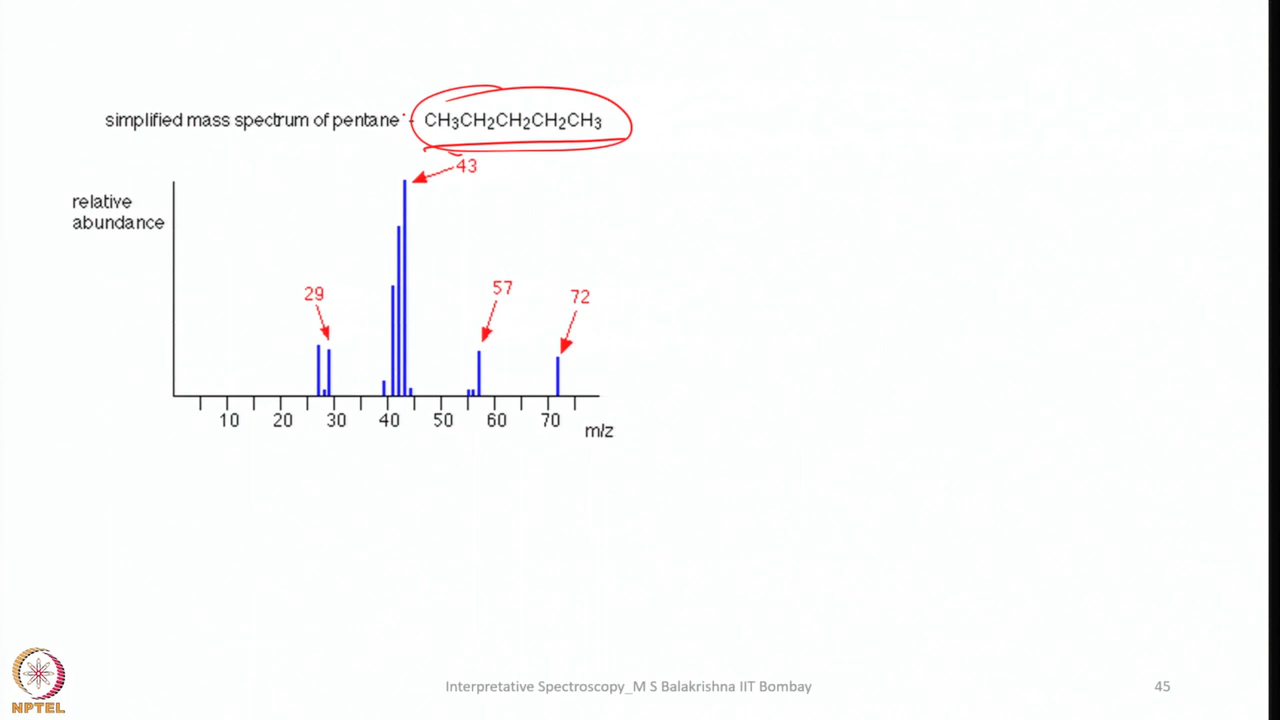 simplified mass spectrum of pentane - CH₃CH₂CH₂CH₂CH₃
43
relative
abundance
29
57
72
10 20 30 40 50 60 70
m/z
NPTEL
Interpretative Spectroscopy_M S Balakrishna IIT Bombay
45